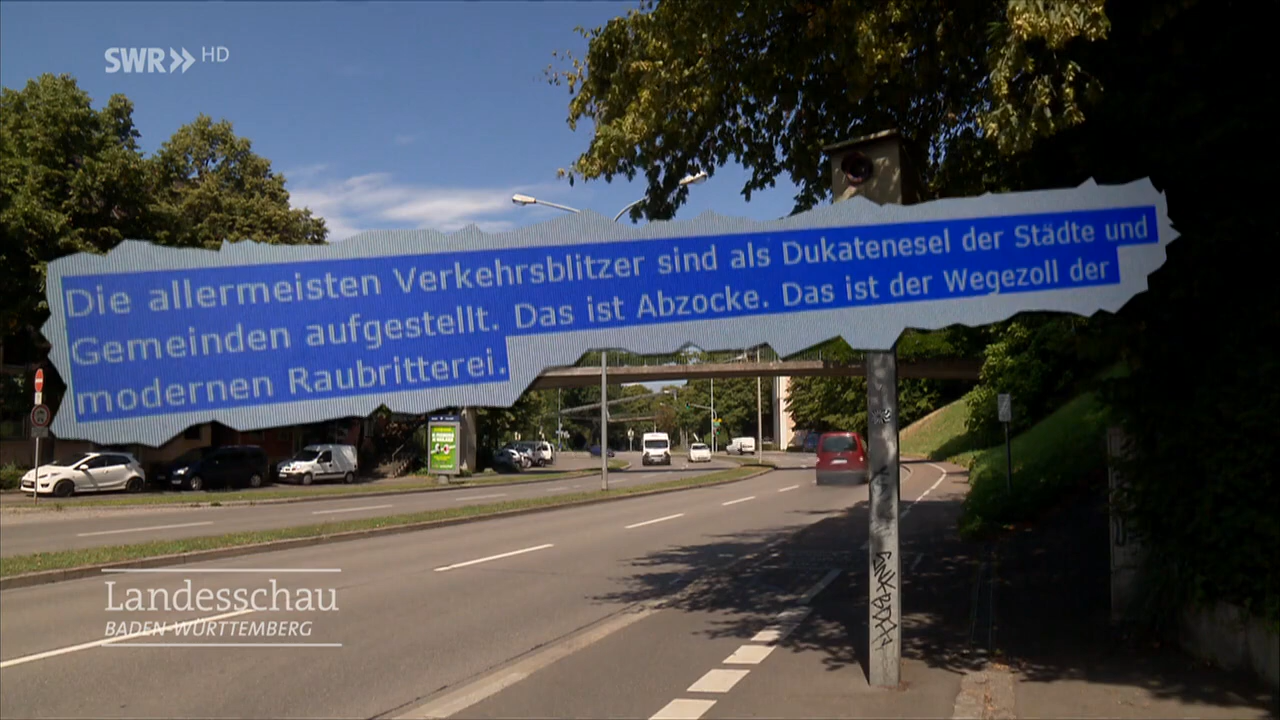 SWR» HD
Die allermeisten Verkehrsblitzer sind als Dukatenesel der Städte und
Gemeinden aufgestellt. Das ist Abzocke. Das ist der Wegezoll der
modernen Raubritterei.
Landesschau
BADEN-WÜRTTEMBERG